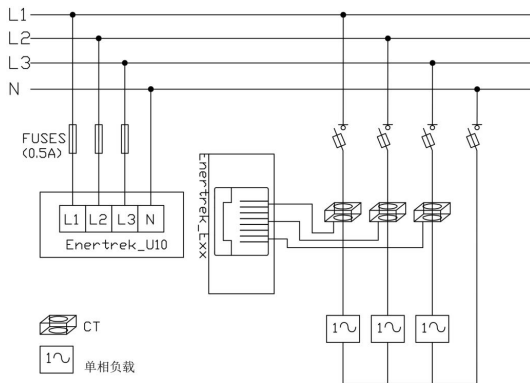 L1
L2
L3
N
FUSES
(0.5A)
L1 L2 L3 N
Enertrek_U10
Enertrek_Exx
1
1
1
CT
1
单相负载